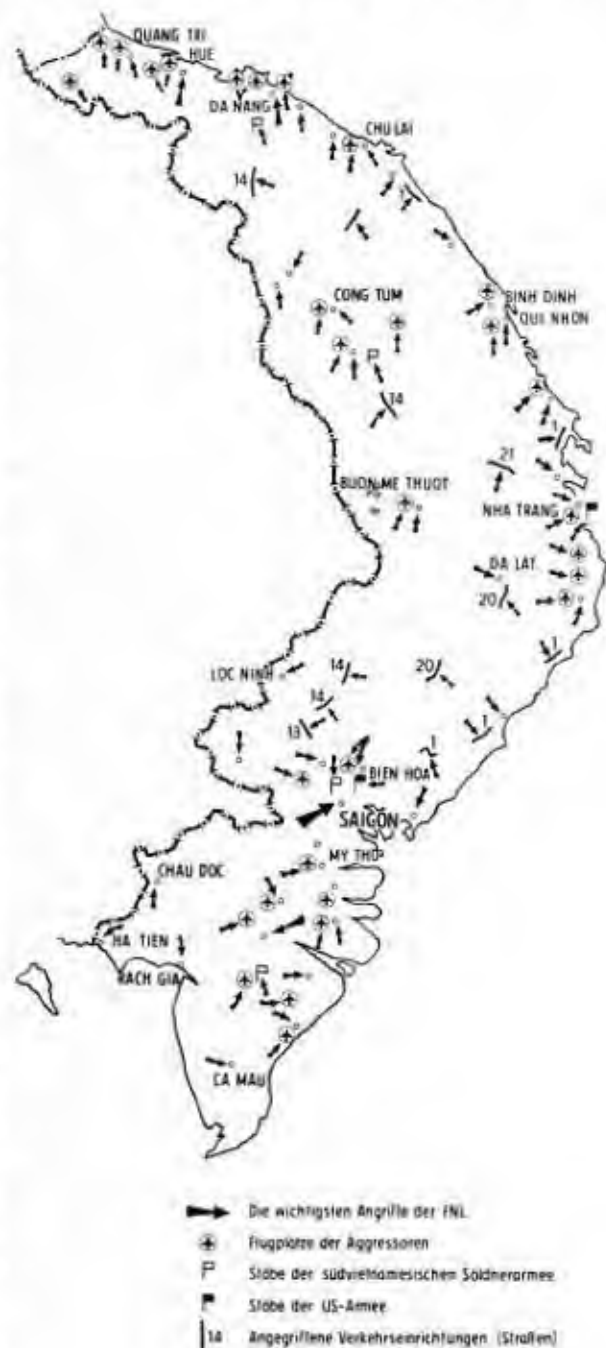 QUANG TRI
HUE
DA NANG
CHU LAI
14
1
CONG TUM
BINH DINH
QUI NHON
14
1
21
BUON ME THUOT
NHA TRANG
DA LAT
20
1
LOC NINH
14
20
14
13
1
1
BIEN HOA
SAIGON
MY THO
CHAU DOC
HA TIEN
RACH GIA
CA MAU
Die wichtigsten Angriffe der FNL
Flugplätze der Aggressoren
Stäbe der südvietnamesischen Söldnerarmee
Stäbe der US-Armee
14 Angegriffene Verkehrseinrichtungen (Straßen)